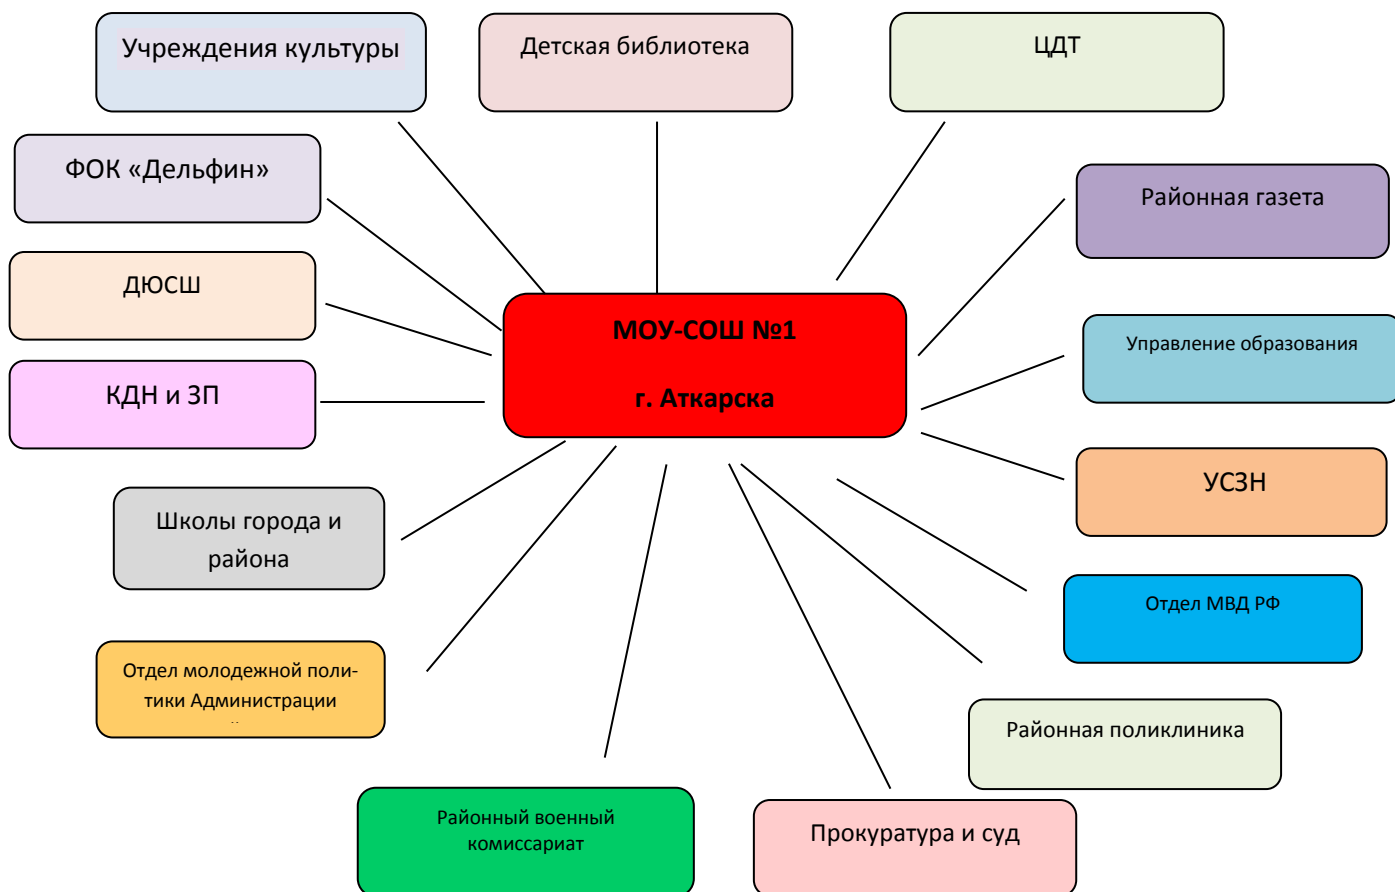 Учреждения культуры
Детская библиотека
ЦДТ
ФОК «Дельфин»
Районная газета
ДЮСШ
МОУ-СОШ №1
г. Аткарска
Управление образования
КДН и ЗП
УСЗН
Школы города и
района
Отдел МВД РФ
Отдел молодежной поли-
тики Администрации
Районная поликлиника
Районный военный
комиссариат
Прокуратура и суд